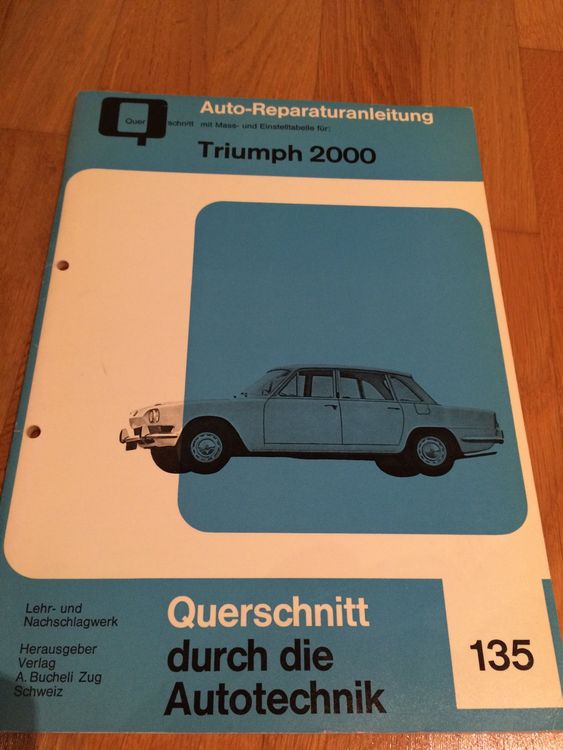 Auto-Reparaturanleitung
Querschnitt mit Mass- und Einstelltabelle für:
Triumph 2000
Lehr- und
Nachschlagwerk
Herausgeber
Verlag
A. Bucheli Zug
Schweiz
Querschnitt
durch die
Autotechnik
135